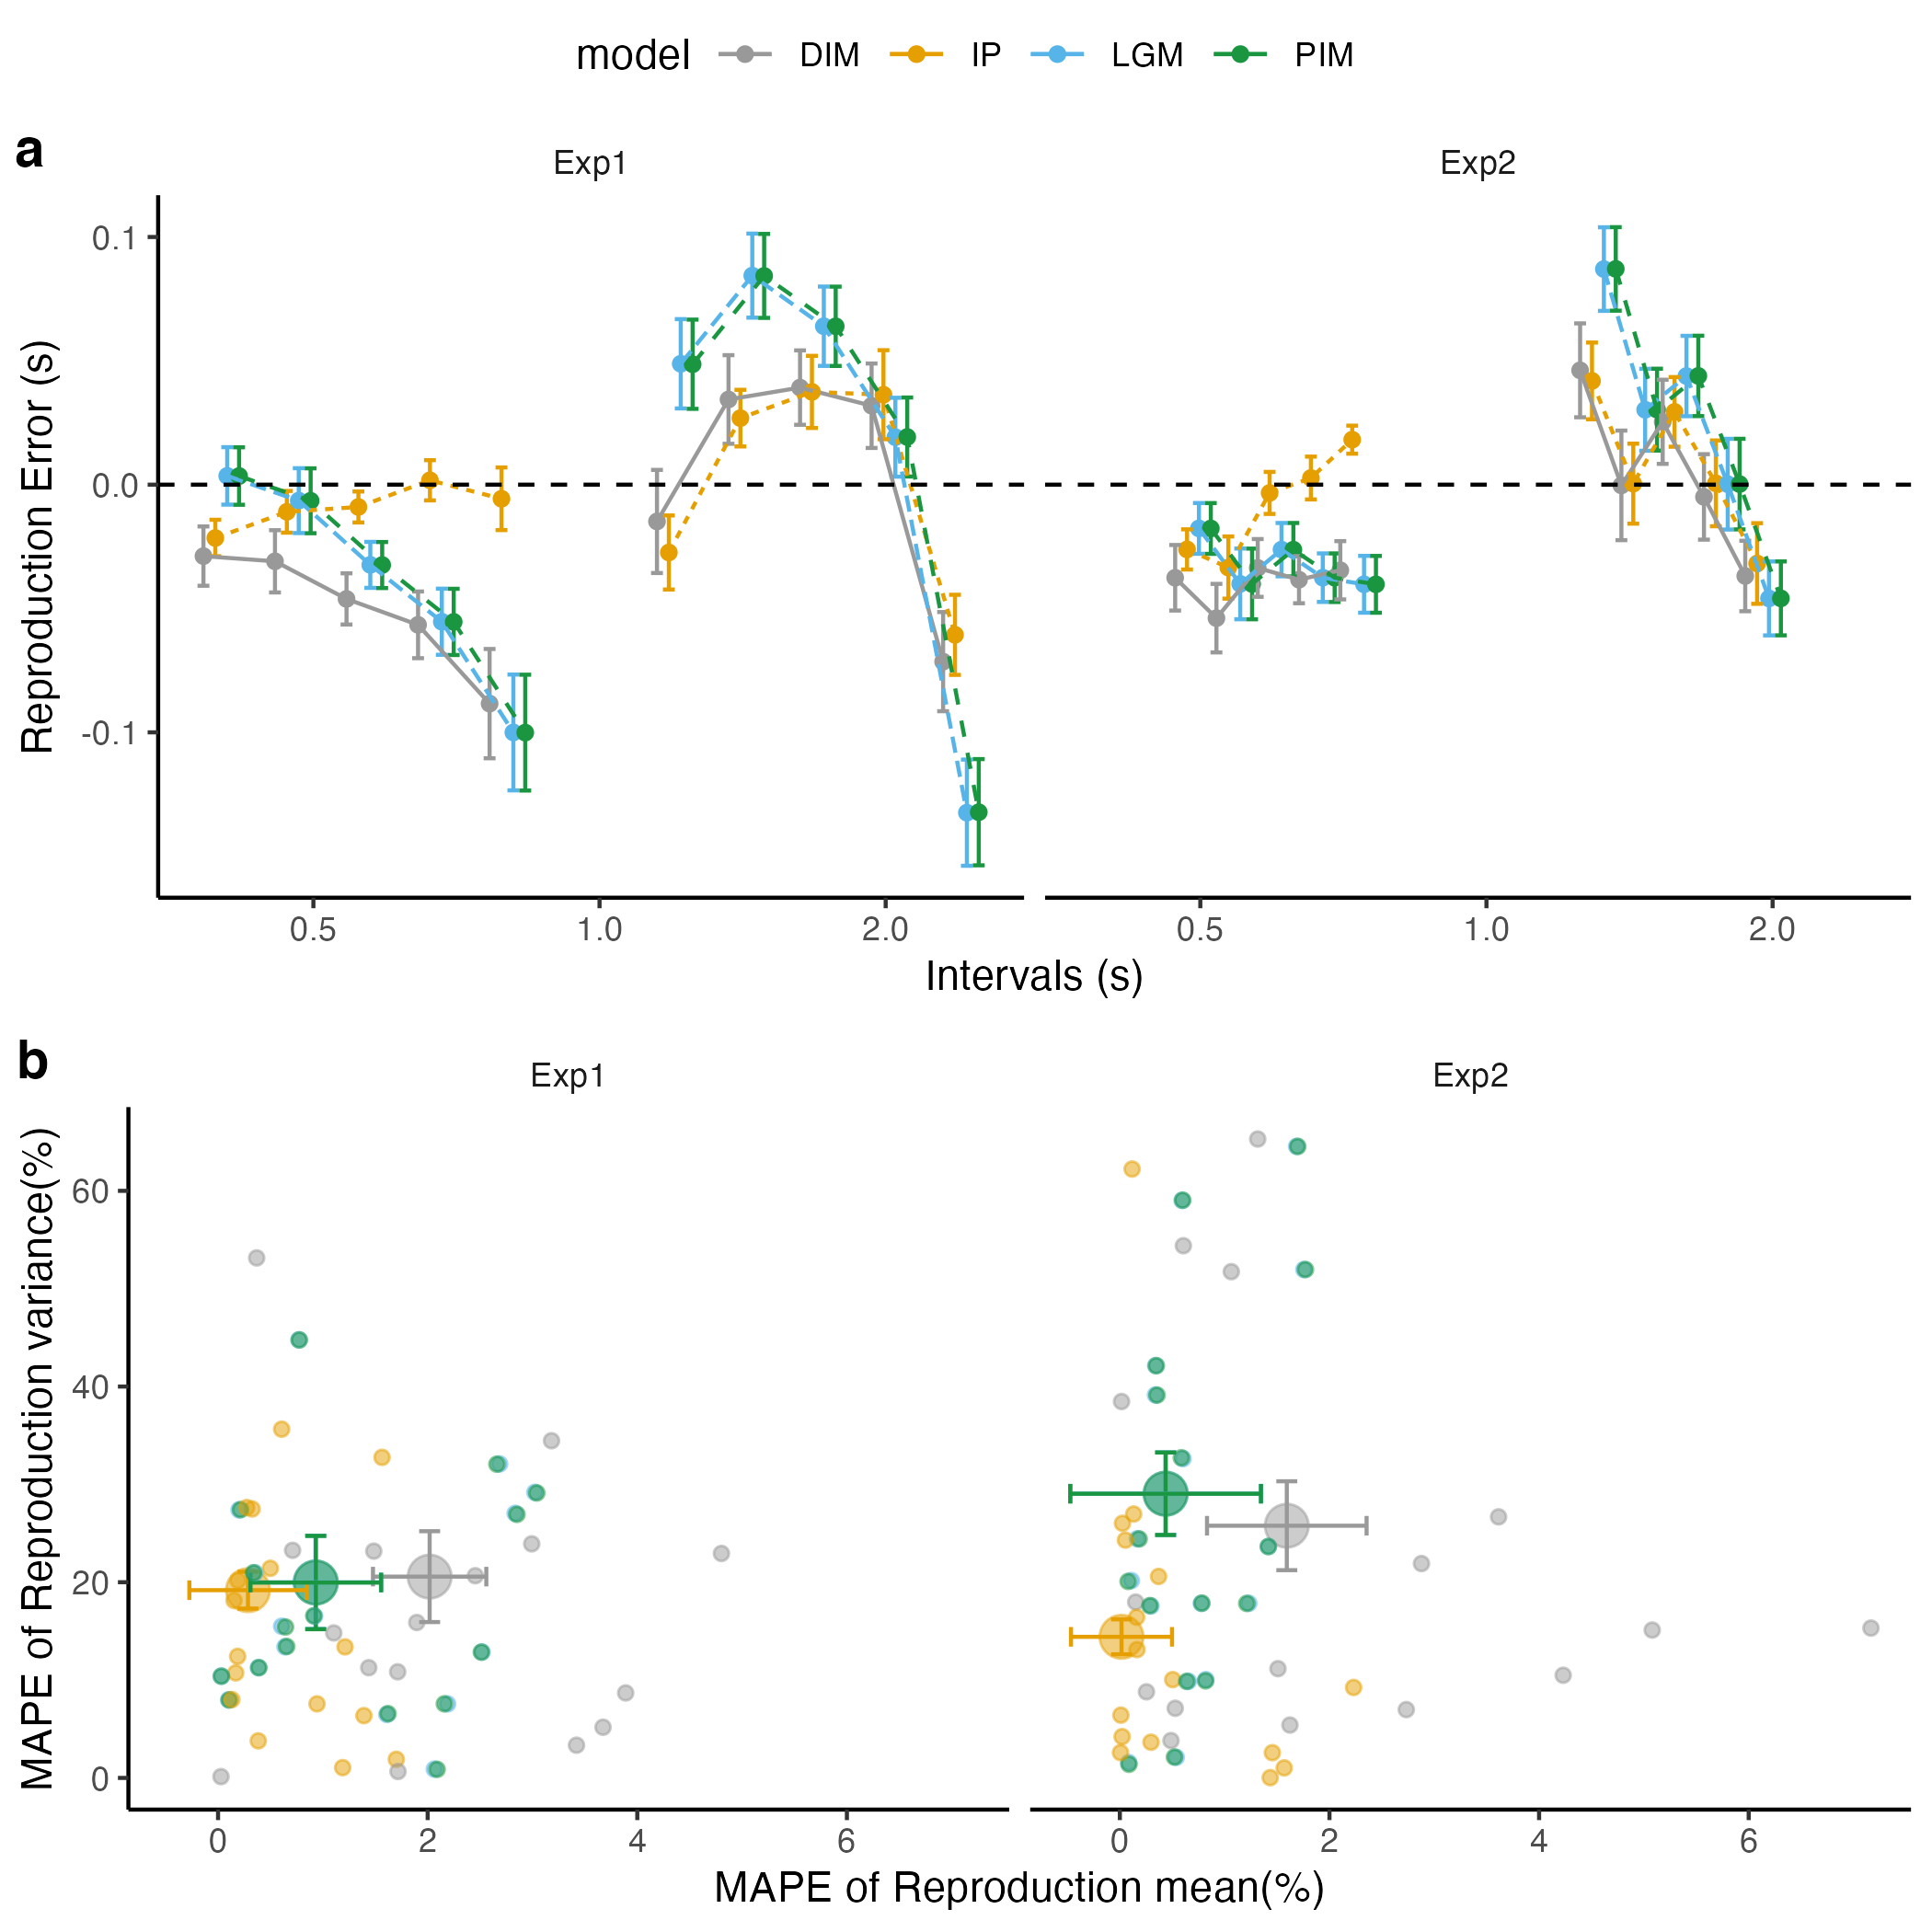 model DIM IP LGM PIM
a
Exp1 Exp2
0.1
0.0
-0.1
Reproduction Error (s)
0.5 1.0 2.0 0.5 1.0 2.0
Intervals (s)
b
Exp1 Exp2
60
40
20
0
MAPE of Reproduction variance(%)
0 2 4 6 0 2 4 6
MAPE of Reproduction mean(%)